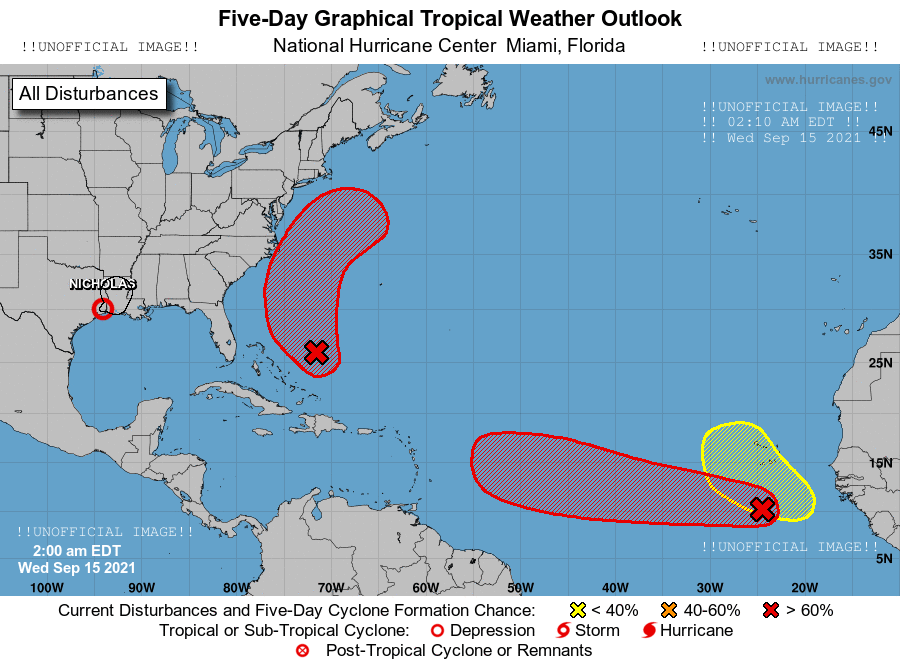 Five-Day Graphical Tropical Weather Outlook
!!UNOFFICIAL IMAGE!! National Hurricane Center Miami, Florida !!UNOFFICIAL IMAGE!!
www.hurricanes.gov
All Disturbances
!!UNOFFICIAL IMAGE!!
!! 02:10 AM EDT !!
!! Wed Sep 15 2021 !!
45N
35N
NICHOLAS
25N
15N
!!UNOFFICIAL IMAGE!!
2:00 am EDT
!!UNOFFICIAL IMAGE!!
5N
Wed Sep 15 2021
100W 90W 80W 70W 60W 50W 40W 30W 20W
Current Disturbances and Five-Day Cyclone Formation Chance: < 40% 40-60% > 60%
Tropical or Sub-Tropical Cyclone: Depression Storm Hurricane
Post-Tropical Cyclone or Remnants